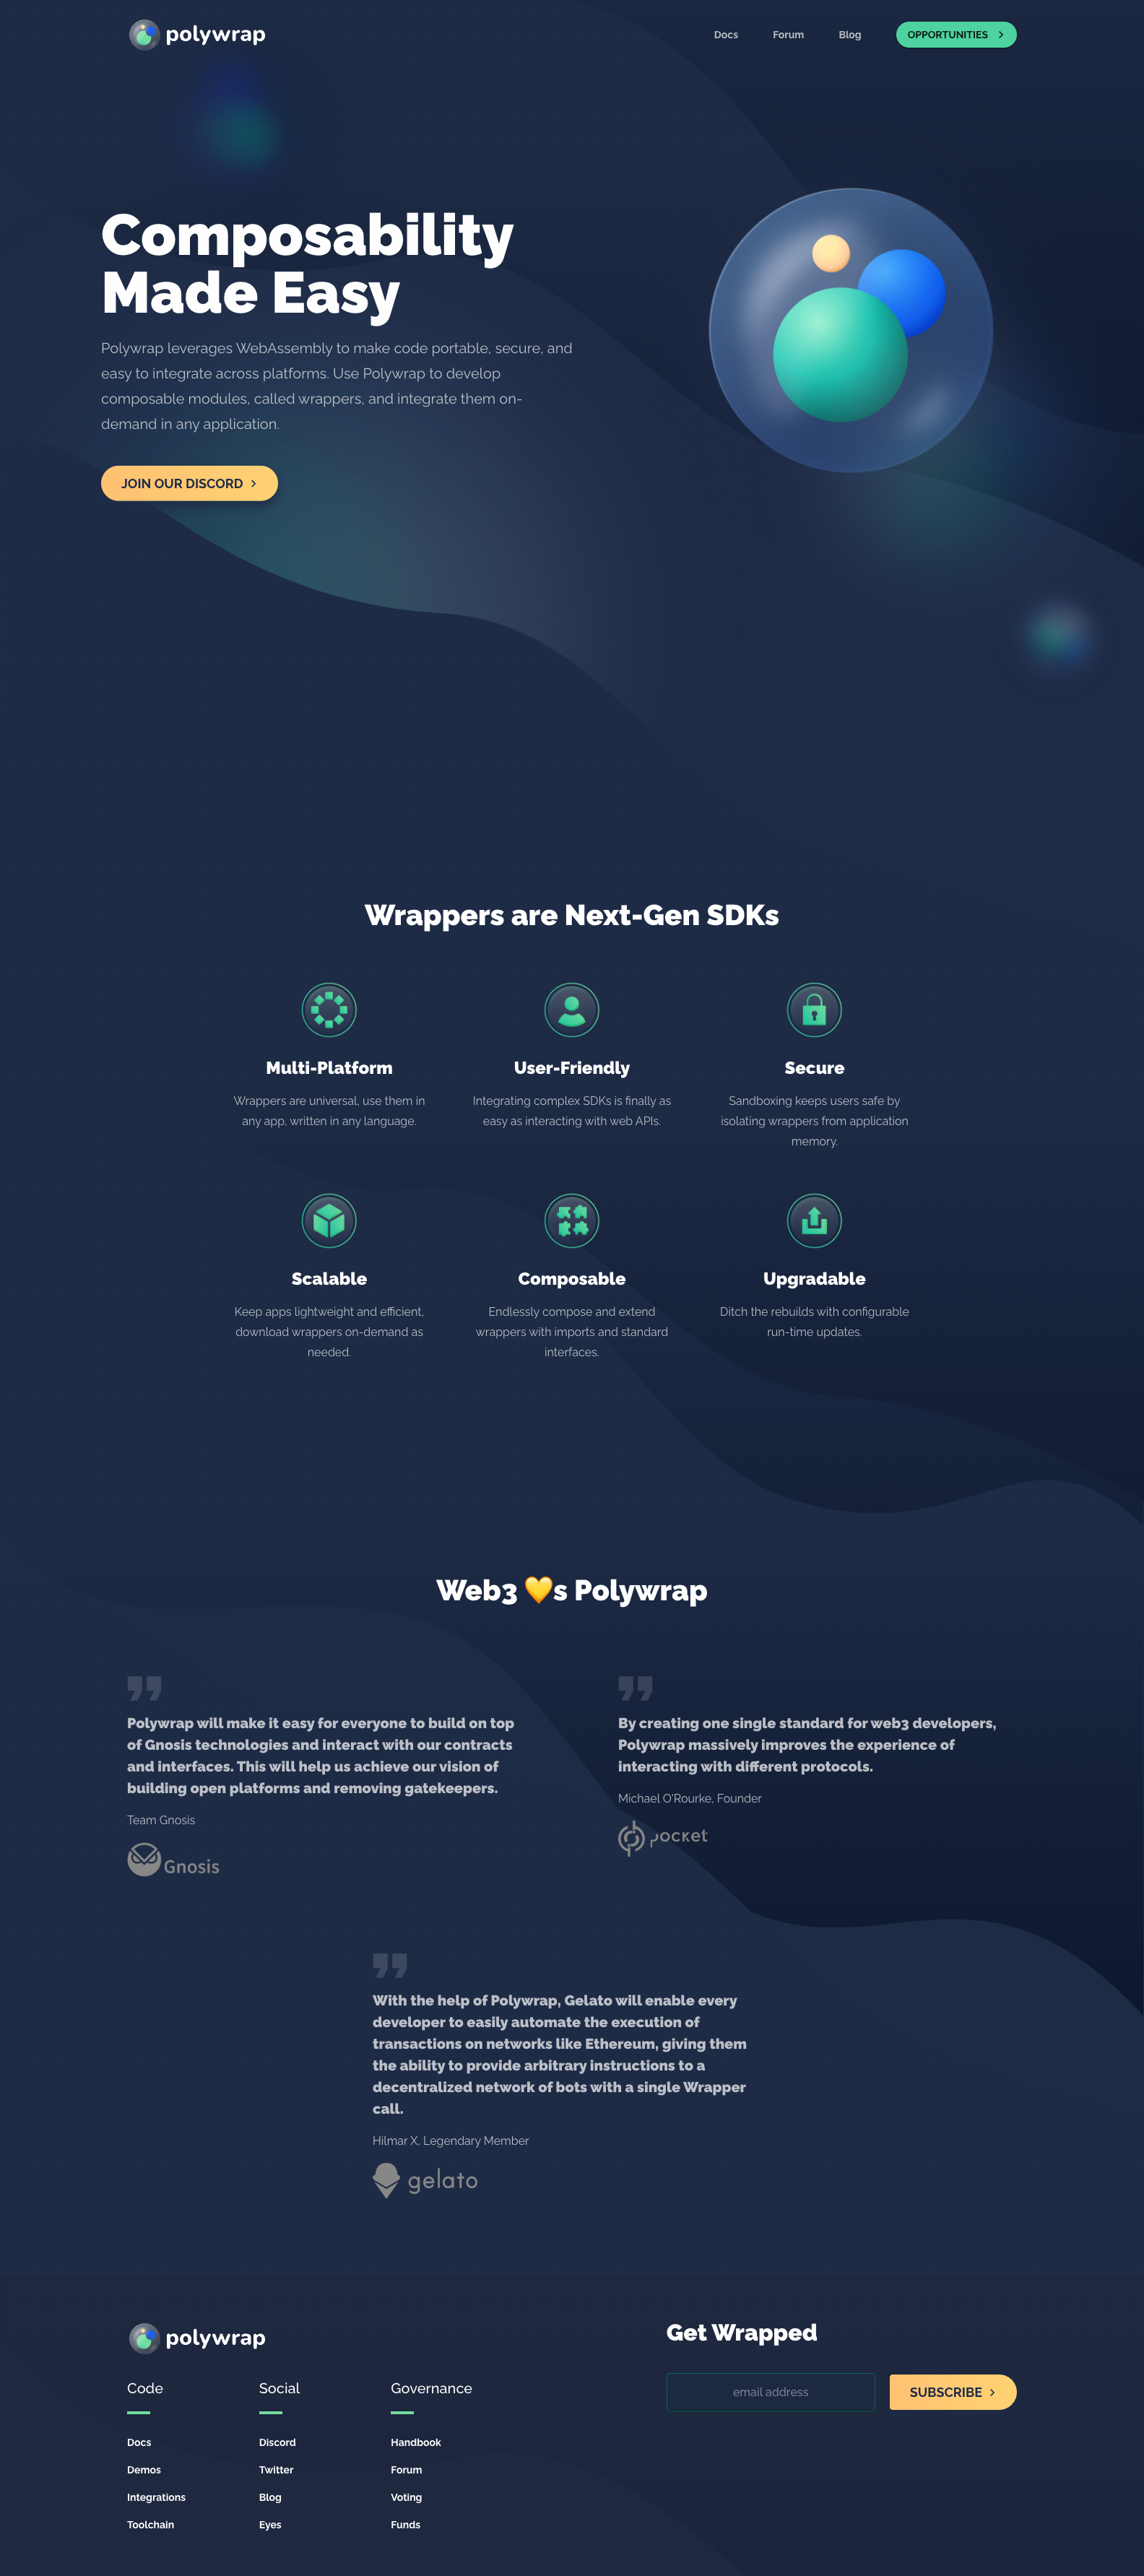 polywrap
Docs Forum Blog OPPORTUNITIES
Composability
Made Easy
Polywrap leverages WebAssembly to make code portable, secure, and
easy to integrate across platforms. Use Polywrap to develop
composable modules, called wrappers, and integrate them on-
demand in any application.
JOIN OUR DISCORD
Wrappers are Next-Gen SDKs
Multi-Platform
Wrappers are universal, use them in
any app, written in any language.
User-Friendly
Integrating complex SDKs is finally as
easy as interacting with web APIs.
Secure
Sandboxing keeps users safe by
isolating wrappers from application
memory.
Scalable
Keep apps lightweight and efficient,
download wrappers on-demand as
needed.
Composable
Endlessly compose and extend
wrappers with imports and standard
interfaces.
Upgradable
Ditch the rebuilds with configurable
run-time updates.
Web3 💛s Polywrap
Polywrap will make it easy for everyone to build on top
of Gnosis technologies and interact with our contracts
and interfaces. This will help us achieve our vision of
building open platforms and removing gatekeepers.
Team Gnosis
Gnosis
By creating one single standard for web3 developers,
Polywrap massively improves the experience of
interacting with different protocols.
Michael O'Rourke, Founder
pocket
With the help of Polywrap, Gelato will enable every
developer to easily automate the execution of
transactions on networks like Ethereum, giving them
the ability to provide arbitrary instructions to a
decentralized network of bots with a single Wrapper
call.
Hilmar X, Legendary Member
gelato
polywrap
Code
Docs
Demos
Integrations
Toolchain
Social
Discord
Twitter
Blog
Eyes
Governance
Handbook
Forum
Voting
Funds
Get Wrapped
email address
SUBSCRIBE